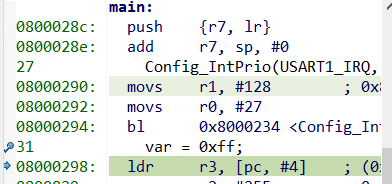 main:
0800028c: push {r7, lr}
0800028e: add r7, sp, #0
27 Config_IntPrio(USART1_IRQ,
08000290: movs r1, #128 ; 0x8
08000292: movs r0, #27
08000294: bl 0x8000234 <Config_Int
31 var = 0xff;
08000298: ldr r3, [pc, #4] ; (0x